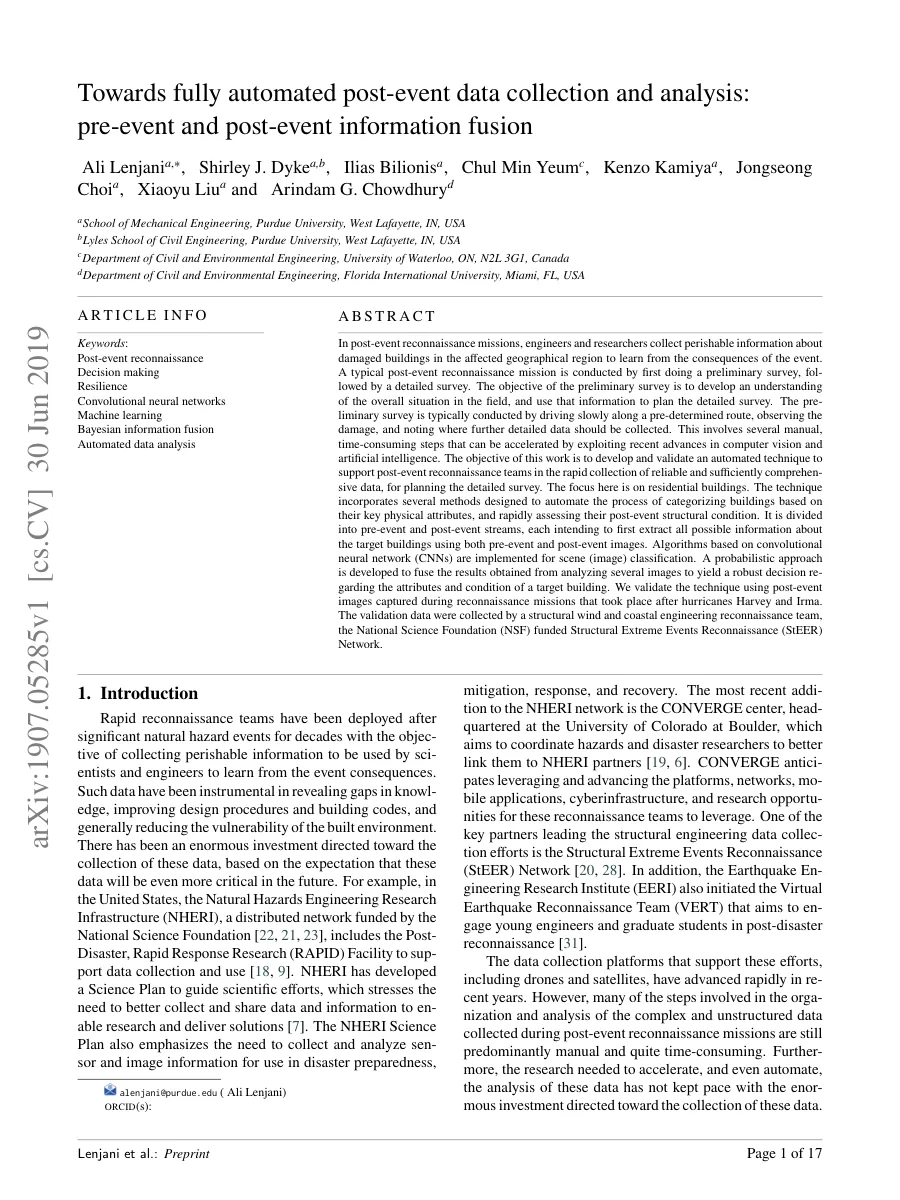 Towards fully automated post-event data collection and analysis:
pre-event and post-event information fusion
Ali Lenjani^{a,*}, Shirley J. Dyke^{a,b}, Ilias Bilionis^a, Chul Min Yeum^c, Kenzo Kamiya^a, Jongseong
Choi^a, Xiaoyu Liu^a and Arindam G. Chowdhury^d
^a School of Mechanical Engineering, Purdue University, West Lafayette, IN, USA
^b Lyles School of Civil Engineering, Purdue University, West Lafayette, IN, USA
^c Department of Civil and Environmental Engineering, University of Waterloo, ON, N2L 3G1, Canada
^d Department of Civil and Environmental Engineering, Florida International University, Miami, FL, USA
ARTICLE INFO
Keywords:
Post-event reconnaissance
Decision making
Resilience
Convolutional neural networks
Machine learning
Bayesian information fusion
Automated data analysis
ABSTRACT
In post-event reconnaissance missions, engineers and researchers collect perishable information about
damaged buildings in the affected geographical region to learn from the consequences of the event.
A typical post-event reconnaissance mission is conducted by first doing a preliminary survey, fol-
lowed by a detailed survey. The objective of the preliminary survey is to develop an understanding
of the overall situation in the field, and use that information to plan the detailed survey. The pre-
liminary survey is typically conducted by driving slowly along a pre-determined route, observing the
damage, and noting where further detailed data should be collected. This involves several manual,
time-consuming steps that can be accelerated by exploiting recent advances in computer vision and
artificial intelligence. The objective of this work is to develop and validate an automated technique to
support post-event reconnaissance teams in the rapid collection of reliable and sufficiently comprehen-
sive data, for planning the detailed survey. The focus here is on residential buildings. The technique
incorporates several methods designed to automate the process of categorizing buildings based on
their key physical attributes, and rapidly assessing their post-event structural condition. It is divided
into pre-event and post-event streams, each intending to first extract all possible information about
the target buildings using both pre-event and post-event images. Algorithms based on convolutional
neural network (CNNs) are implemented for scene (image) classification. A probabilistic approach
is developed to fuse the results obtained from analyzing several images to yield a robust decision re-
garding the attributes and condition of a target building. We validate the technique using post-event
images captured during reconnaissance missions that took place after hurricanes Harvey and Irma.
The validation data were collected by a structural wind and coastal engineering reconnaissance team,
the National Science Foundation (NSF) funded Structural Extreme Events Reconnaissance (StEER)
Network.
1. Introduction
Rapid reconnaissance teams have been deployed after
significant natural hazard events for decades with the objec-
tive of collecting perishable information to be used by sci-
entists and engineers to learn from the event consequences.
Such data have been instrumental in revealing gaps in knowl-
edge, improving design procedures and building codes, and
generally reducing the vulnerability of the built environment.
There has been an enormous investment directed toward the
collection of these data, based on the expectation that these
data will be even more critical in the future. For example, in
the United States, the Natural Hazards Engineering Research
Infrastructure (NHERI), a distributed network funded by the
National Science Foundation [22, 21, 23], includes the Post-
Disaster, Rapid Response Research (RAPID) Facility to sup-
port data collection and use [18, 9]. NHERI has developed
a Science Plan to guide scientific efforts, which stresses the
need to better collect and share data and information to en-
able research and deliver solutions [7]. The NHERI Science
Plan also emphasizes the need to collect and analyze sen-
sor and image information for use in disaster preparedness,
alenjani@purdue.edu ( Ali Lenjani)
ORCID(s):
mitigation, response, and recovery. The most recent addi-
tion to the NHERI network is the CONVERGE center, head-
quartered at the University of Colorado at Boulder, which
aims to coordinate hazards and disaster researchers to better
link them to NHERI partners [19, 6]. CONVERGE antici-
pates leveraging and advancing the platforms, networks, mo-
bile applications, cyberinfrastructure, and research opportu-
nities for these reconnaissance teams to leverage. One of the
key partners leading the structural engineering data collec-
tion efforts is the Structural Extreme Events Reconnaissance
(StEER) Network [20, 28]. In addition, the Earthquake En-
gineering Research Institute (EERI) also initiated the Virtual
Earthquake Reconnaissance Team (VERT) that aims to en-
gage young engineers and graduate students in post-disaster
reconnaissance [31].
The data collection platforms that support these efforts,
including drones and satellites, have advanced rapidly in re-
cent years. However, many of the steps involved in the orga-
nization and analysis of the complex and unstructured data
collected during post-event reconnaissance missions are still
predominantly manual and quite time-consuming. Further-
more, the research needed to accelerate, and even automate,
the analysis of these data has not kept pace with the enor-
mous investment directed toward the collection of these data.
Lenjani et al.: Preprint
Page 1 of 17
arXiv:1907.05285v1 [cs.CV] 30 Jun 2019